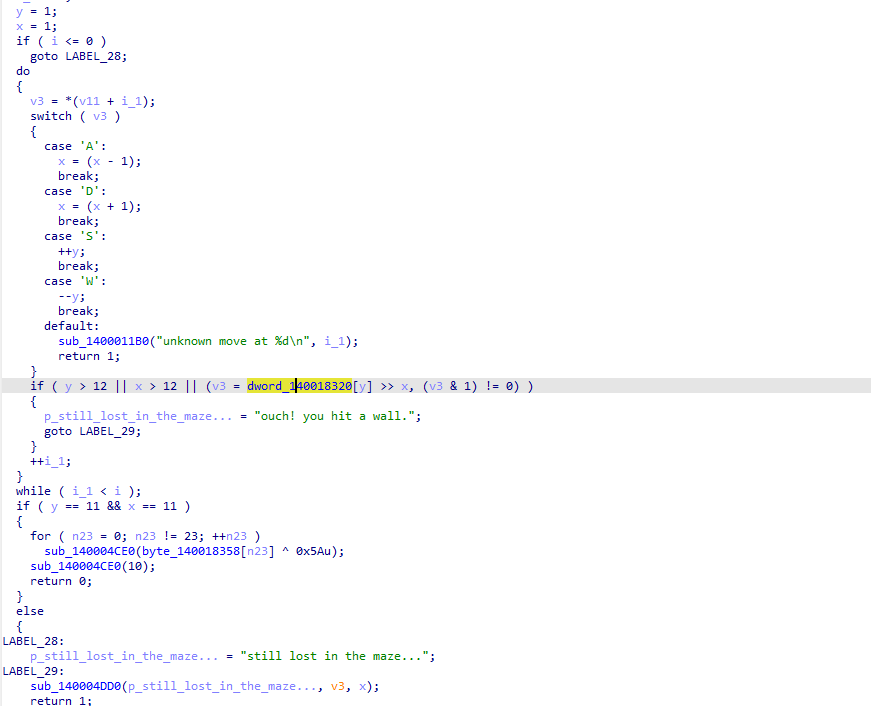 y = 1;
x = 1;
if ( i <= 0 )
goto LABEL_28;
do
{
v3 = *(v11 + i_1);
switch ( v3 )
{
case 'A':
x = (x - 1);
break;
case 'D':
x = (x + 1);
break;
case 'S':
++y;
break;
case 'W':
--y;
break;
default:
sub_1400011B0("unknown move at %d\n", i_1);
return 1;
}
if ( y > 12 || x > 12 || (v3 = dword_140018320[y] >> x, (v3 & 1) != 0) )
{
p_still_lost_in_the_maze... = "ouch! you hit a wall.";
goto LABEL_29;
}
++i_1;
}
while ( i_1 < i );
if ( y == 11 && x == 11 )
{
for ( n23 = 0; n23 != 23; ++n23 )
sub_140004CE0(byte_140018358[n23] ^ 0x5Au);
sub_140004CE0(10);
return 0;
}
else
{
LABEL_28:
p_still_lost_in_the_maze... = "still lost in the maze...";
LABEL_29:
sub_140004DD0(p_still_lost_in_the_maze..., v3, x);
return 1;